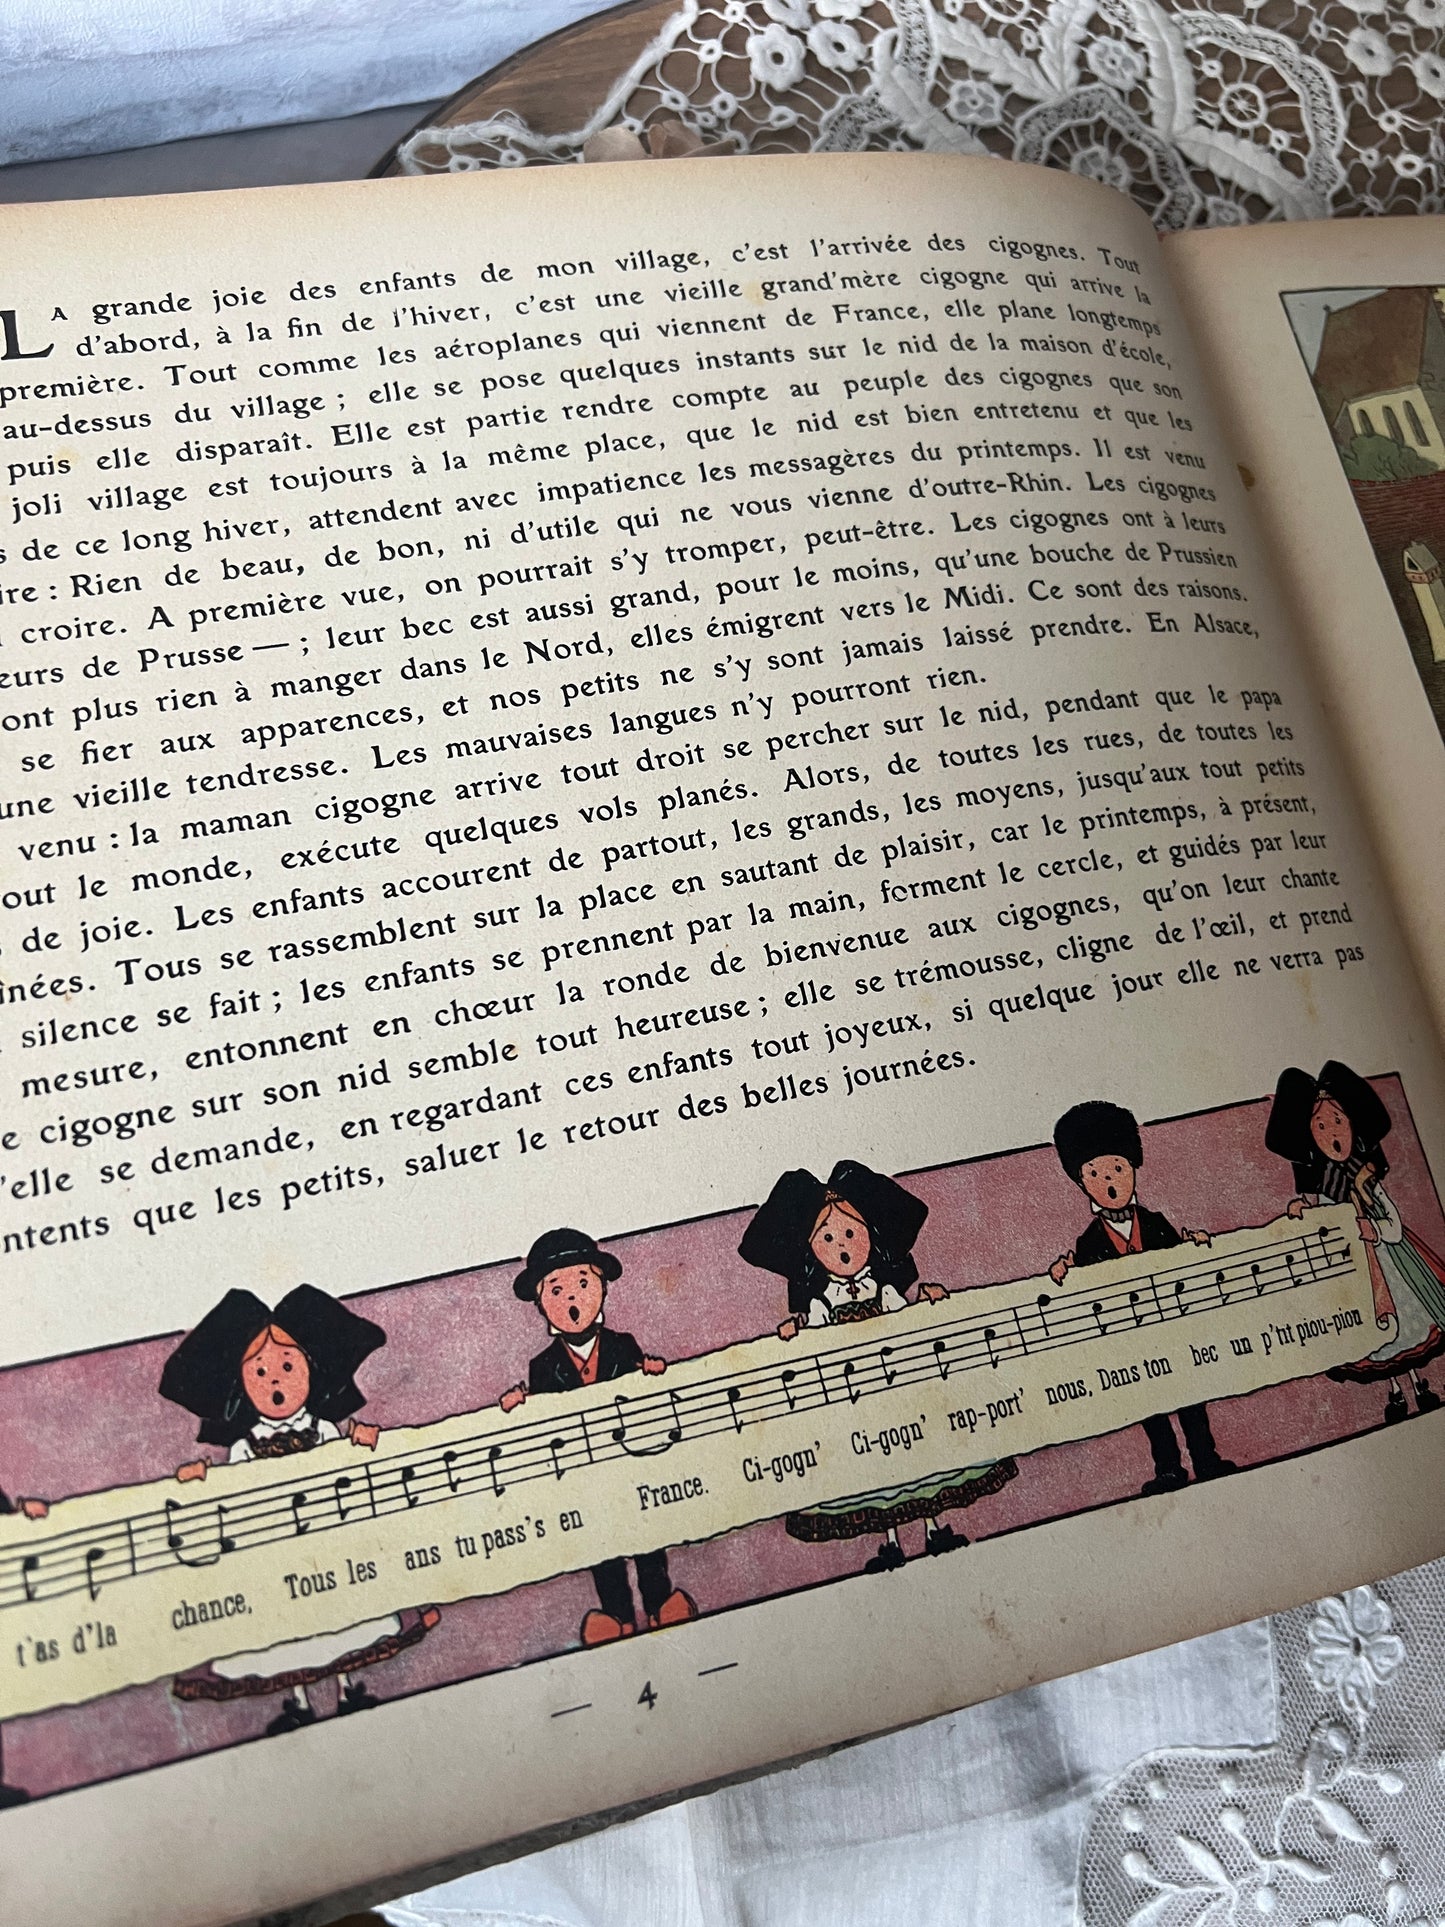 LA grande joie des enfants de mon village, c'est l'arrivée des cigognes. Tout
d'abord, à la fin de l'hiver, c'est une vieille grand'mère cigogne qui arrive la
première. Tout comme les aéroplanes qui viennent de France, elle plane longtemps
au-dessus du village ; elle se pose quelques instants sur le nid de la maison d'école,
puis elle disparaît. Elle est partie rendre compte au peuple des cigognes que son
joli village est toujours à la même place, que le nid est bien entretenu et que les
de ce long hiver, attendent avec impatience les messagères du printemps. Il est venu
ire : Rien de beau, de bon, ni d'utile qui ne vous vienne d'outre-Rhin. Les cigognes
croire. A première vue, on pourrait s'y tromper, peut-être. Les cigognes ont à leurs
eurs de Prusse — ; leur bec est aussi grand, pour le moins, qu'une bouche de Prussien
ont plus rien à manger dans le Nord, elles émigrent vers le Midi. Ce sont des raisons.
se fier aux apparences, et nos petits ne s'y sont jamais laissé prendre. En Alsace,
une vieille tendresse. Les mauvaises langues n'y pourront rien.
venu : la maman cigogne arrive tout droit se percher sur le nid, pendant que le papa
out le monde, exécute quelques vols planés. Alors, de toutes les rues, de toutes les
de joie. Les enfants accourent de partout, les grands, les moyens, jusqu'aux tout petits
înées. Tous se rassemblent sur la place en sautant de plaisir, car le printemps, à présent,
silence se fait ; les enfants se prennent par la main, forment le cercle, et guidés par leur
mesure, entonnent en chœur la ronde de bienvenue aux cigognes, qu'on leur chante
e cigogne sur son nid semble tout heureuse ; elle se trémousse, cligne de l'œil, et prend
'elle se demande, en regardant ces enfants tout joyeux, si quelque jour elle ne verra pas
ntents que les petits, saluer le retour des belles journées.
t'as d'la chance, Tous les ans tu pass's en France. Ci-gogn' Ci-gogn' rap-port' nous, Dans ton bec un p'tit piou-piou
— 4 —